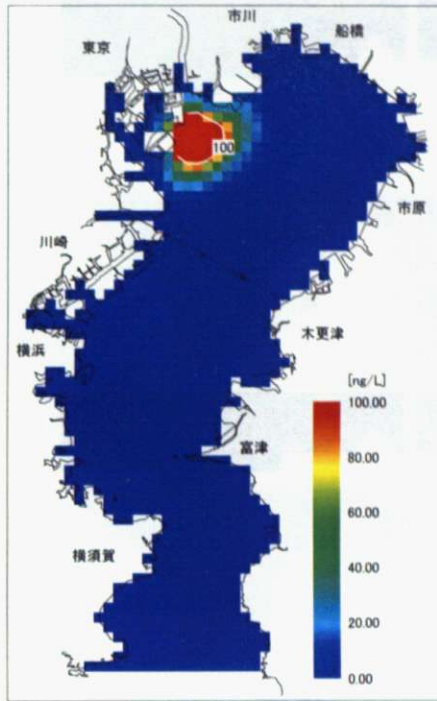 市川
船橋
東京
100
市原
川崎
木更津
横浜
[ng/L]
100.00
80.00
富津
60.00
横須賀
40.00
20.00
0.00